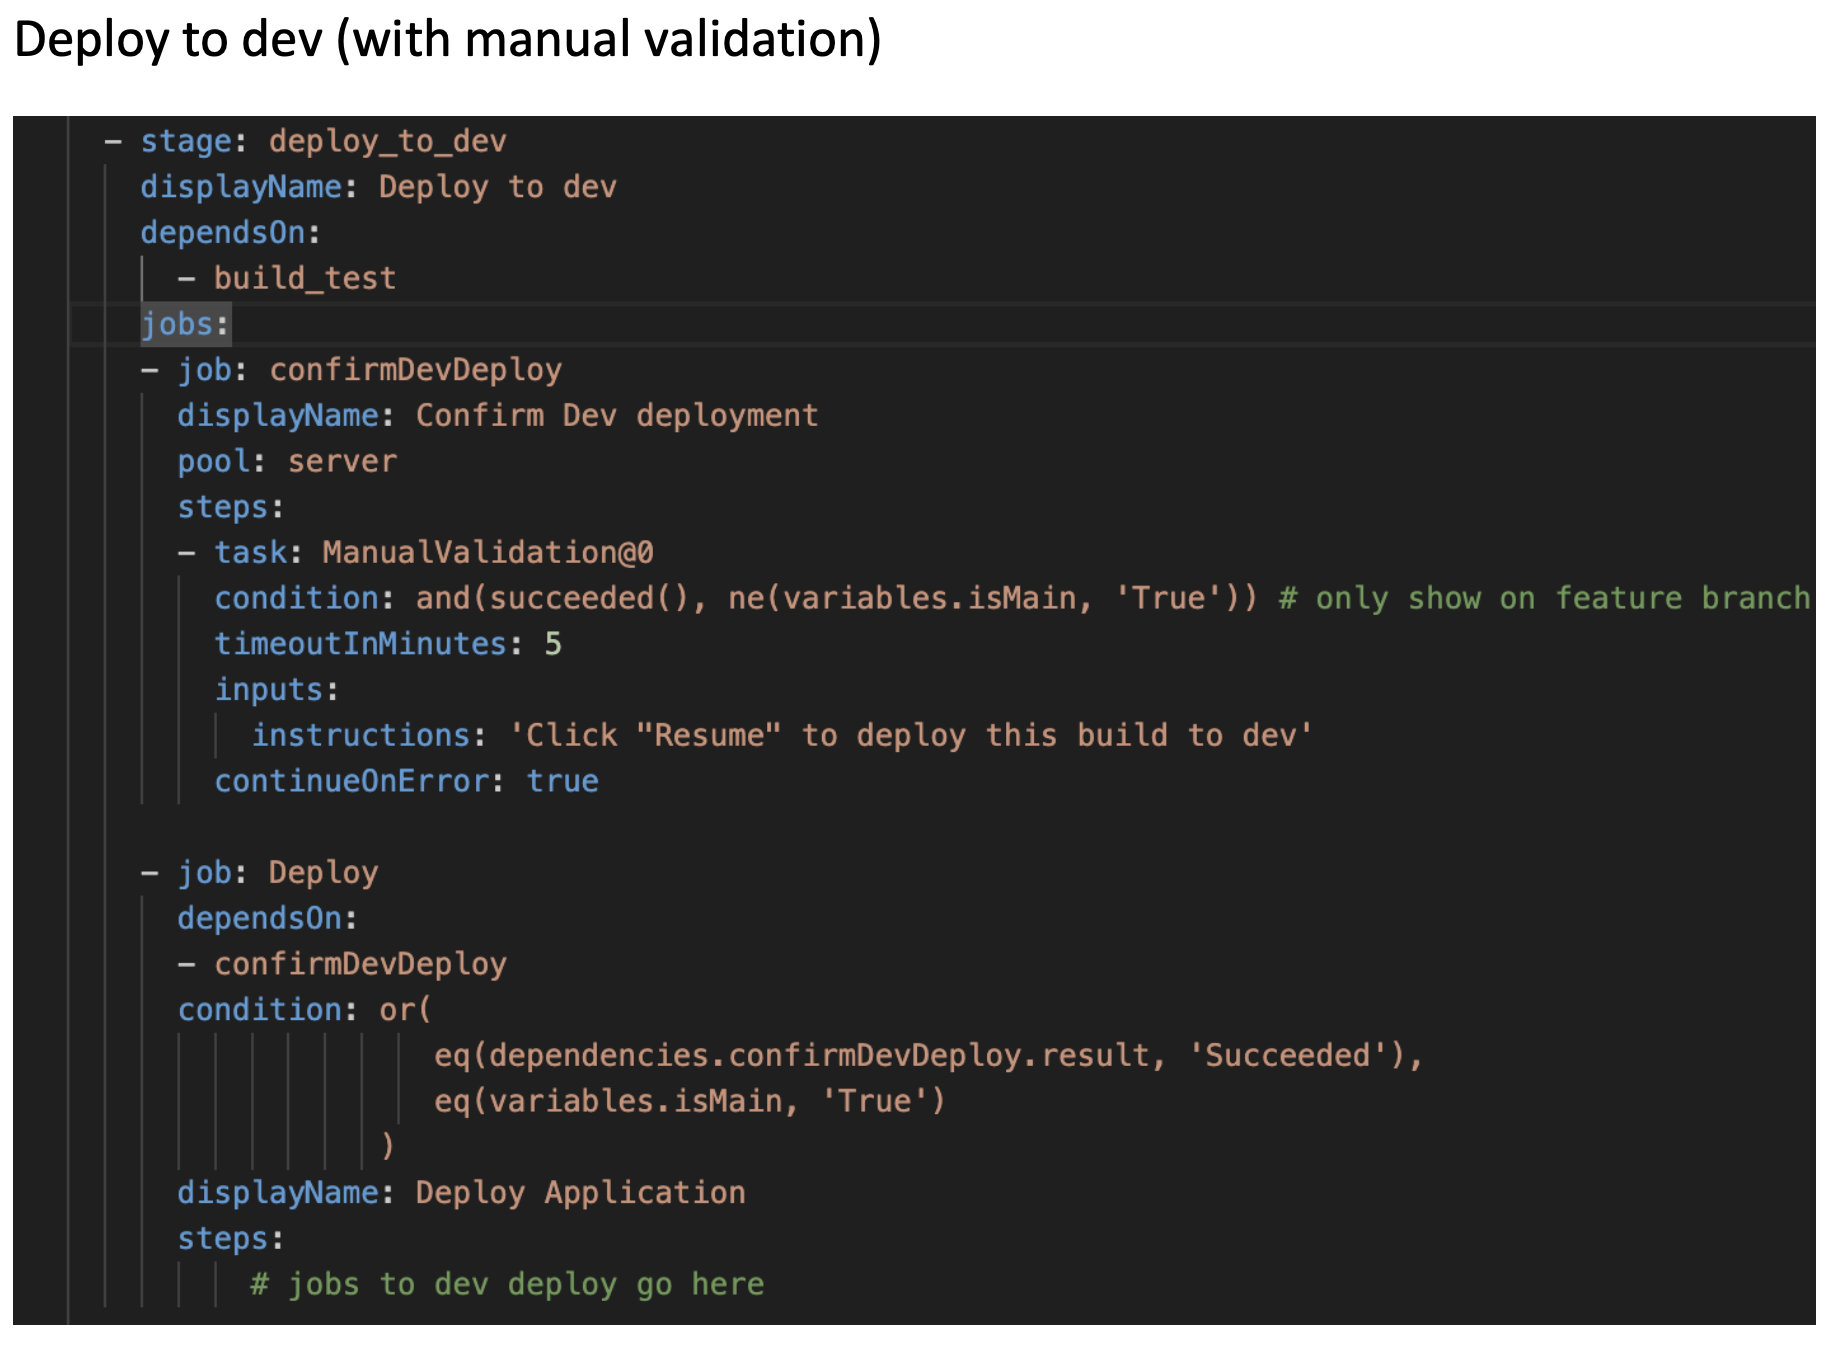 Deploy to dev (with manual validation)
- stage: deploy_to_dev
displayName: Deploy to dev
dependsOn:
- build_test
jobs:
- job: confirmDevDeploy
displayName: Confirm Dev deployment
pool: server
steps:
- task: ManualValidation@0
condition: and(succeeded(), ne(variables.isMain, 'True')) # only show on feature branch
timeoutInMinutes: 5
inputs:
instructions: 'Click "Resume" to deploy this build to dev'
continueOnError: true
- job: Deploy
dependsOn:
- confirmDevDeploy
condition: or(
eq(dependencies.confirmDevDeploy.result, 'Succeeded'),
eq(variables.isMain, 'True')
)
displayName: Deploy Application
steps:
# jobs to dev deploy go here